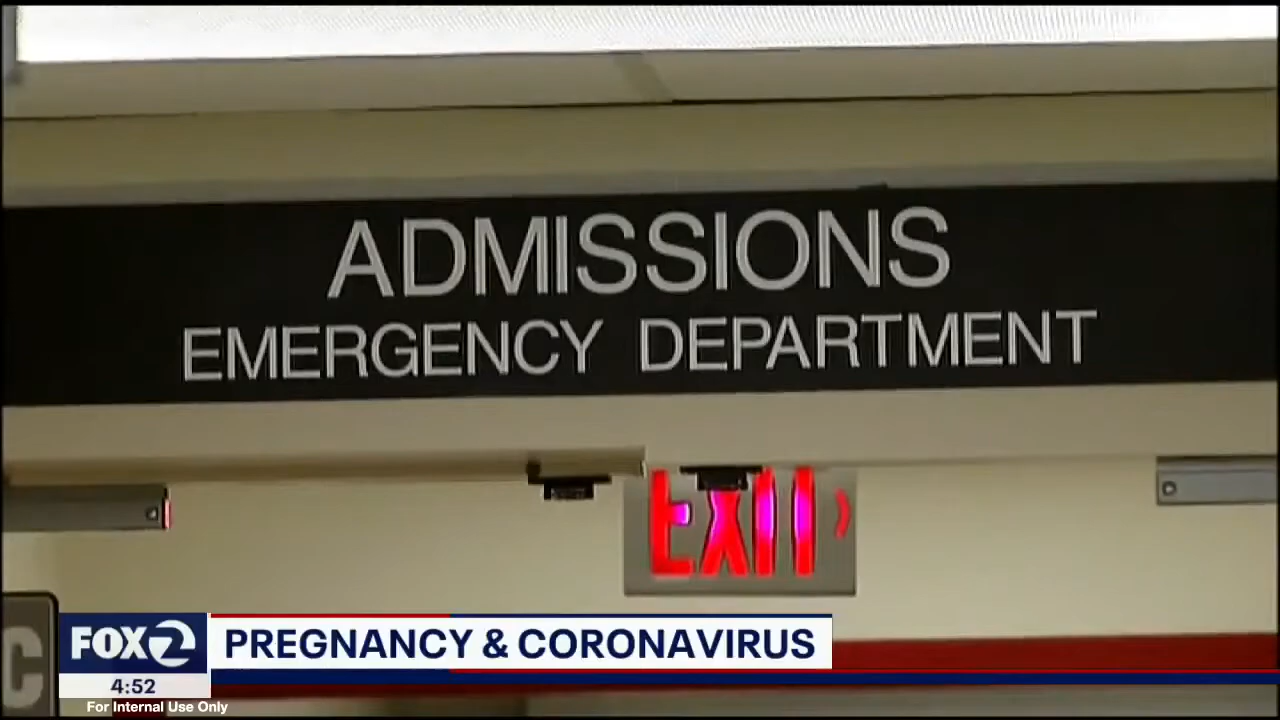 ADMISSIONS
EMERGENCY DEPARTMENT
EXIT
FOX 2
PREGNANCY & CORONAVIRUS
4:52
For Internal Use Only
C